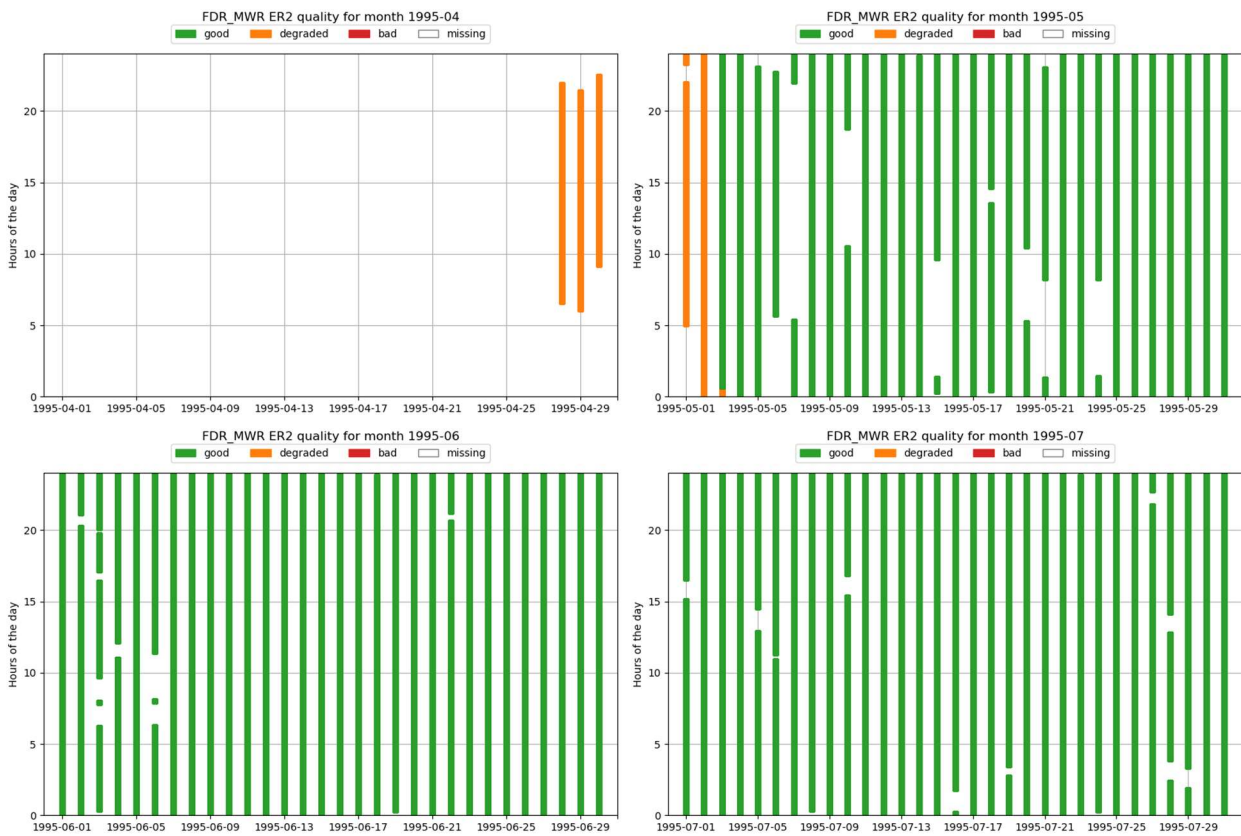 FDR_MWR ER2 quality for month 1995-04
good degraded bad missing
Hours of the day
20
15
10
5
0
1995-04-01 1995-04-05 1995-04-09 1995-04-13 1995-04-17 1995-04-21 1995-04-25 1995-04-29
FDR_MWR ER2 quality for month 1995-05
good degraded bad missing
Hours of the day
20
15
10
5
0
1995-05-01 1995-05-05 1995-05-09 1995-05-13 1995-05-17 1995-05-21 1995-05-25 1995-05-29
FDR_MWR ER2 quality for month 1995-06
good degraded bad missing
Hours of the day
20
15
10
5
0
1995-06-01 1995-06-05 1995-06-09 1995-06-13 1995-06-17 1995-06-21 1995-06-25 1995-06-29
FDR_MWR ER2 quality for month 1995-07
good degraded bad missing
Hours of the day
20
15
10
5
0
1995-07-01 1995-07-05 1995-07-09 1995-07-13 1995-07-17 1995-07-21 1995-07-25 1995-07-29